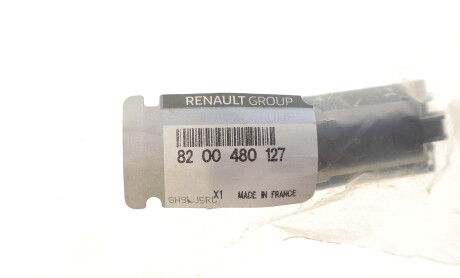 RENAULT GROUP
82 00 480 127
X1 MADE IN FRANCE